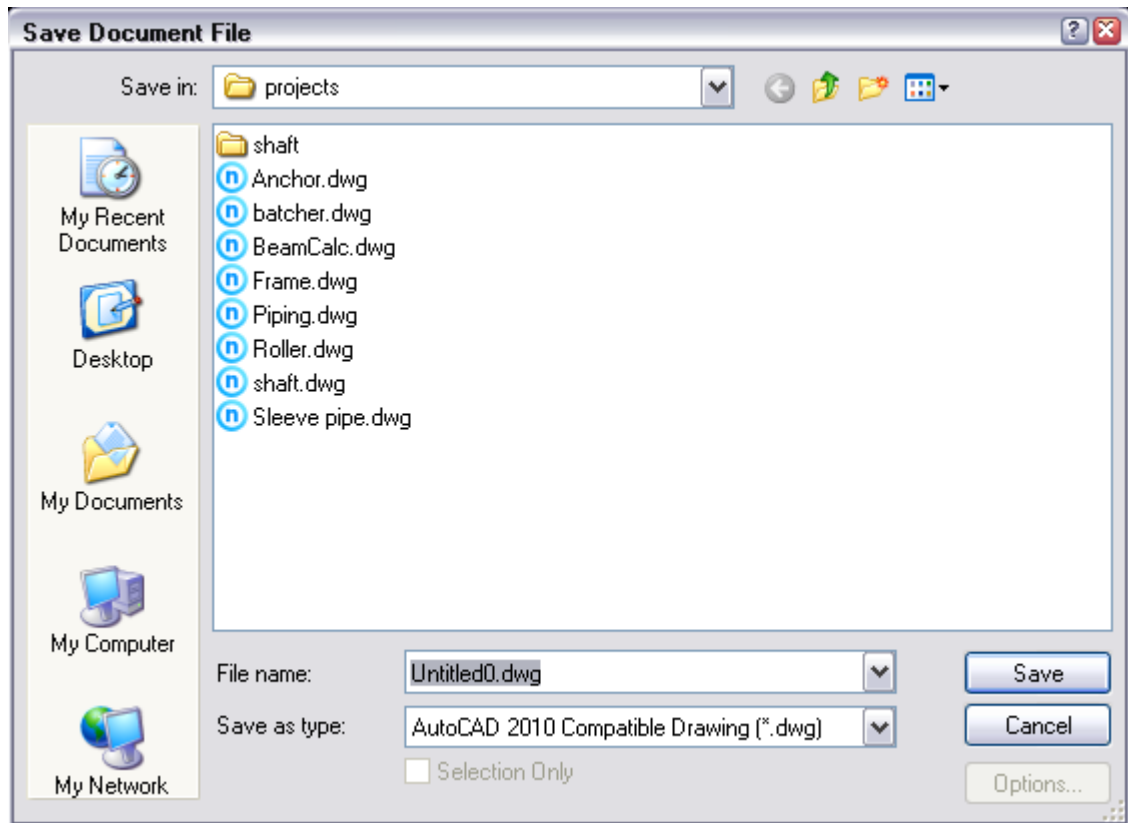 Save Document File
Save in:
projects
My Recent
Documents
Desktop
My Documents
My Computer
My Network
shaft
n Anchor.dwg
n batcher.dwg
n BeamCalc.dwg
n Frame.dwg
n Piping.dwg
n Roller.dwg
n shaft.dwg
n Sleeve pipe.dwg
File name:
Untitled0.dwg
Save
Save as type:
AutoCAD 2010 Compatible Drawing (*.dwg)
Cancel
Selection Only
Options...